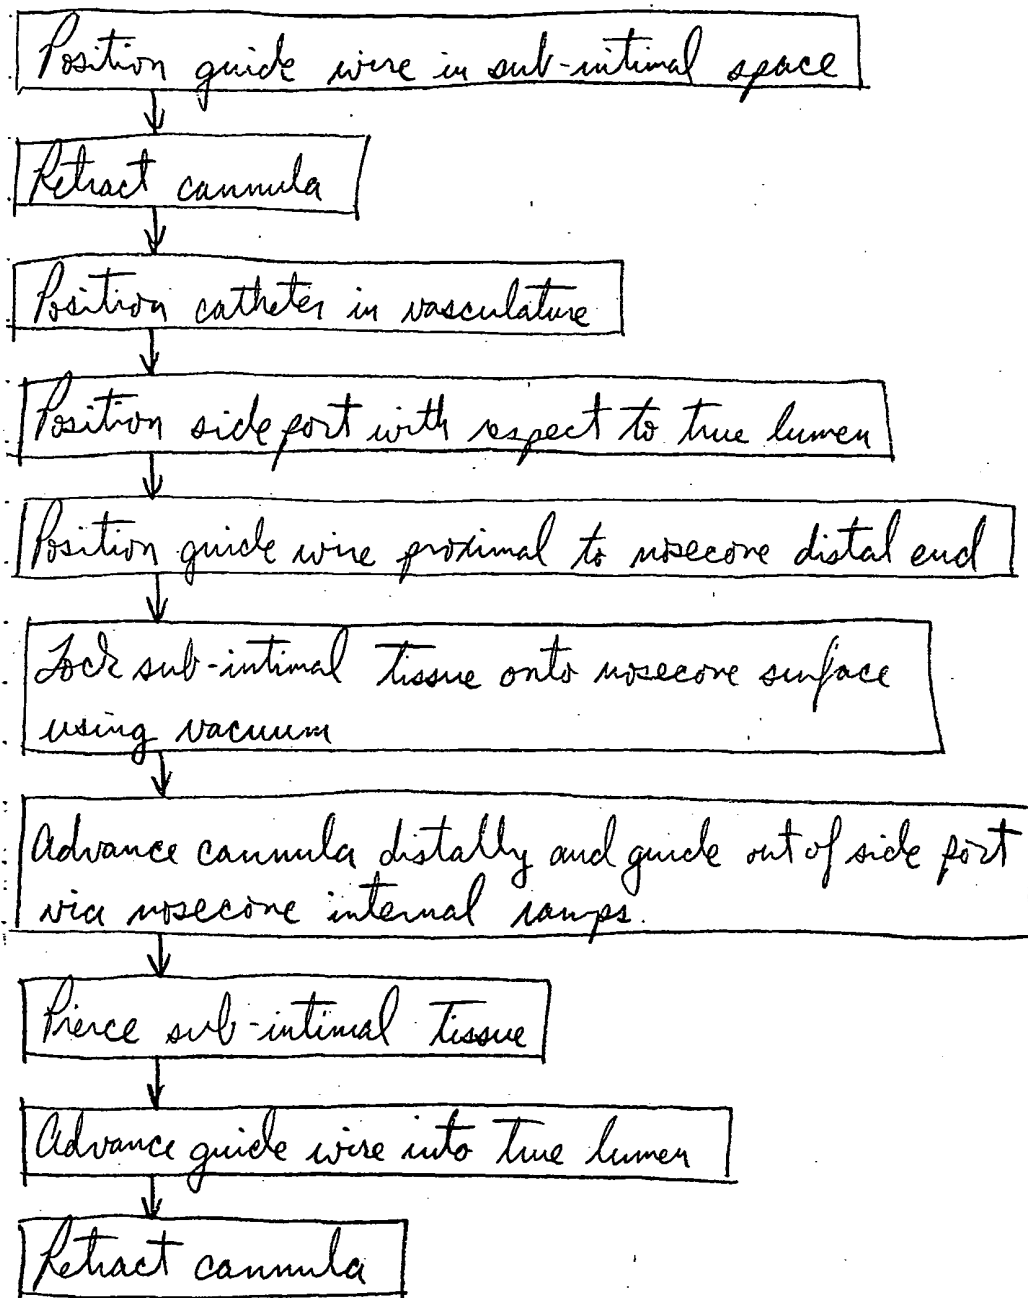 Position guide wire in sub-intimal space
Retract cannula
Position catheter in vasculature
Position side port with respect to true lumen
Position guide wire proximal to nosecone distal end
Lock sub-intimal tissue onto nosecone surface
using vacuum
Advance cannula distally and guide out of side port
via nosecone internal ramps.
Pierce sub-intimal tissue
Advance guide wire into true lumen
Retract cannula